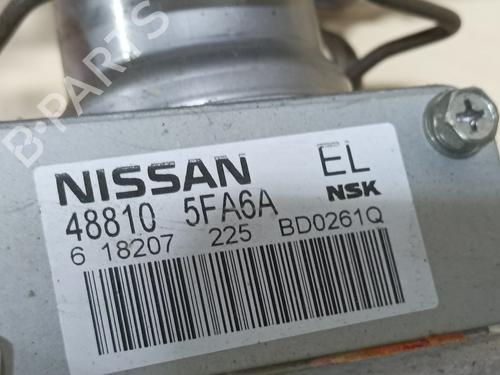 B-PARTS
NISSAN EL
48810 5FA6A NSK
6 18207 225 BD0261Q